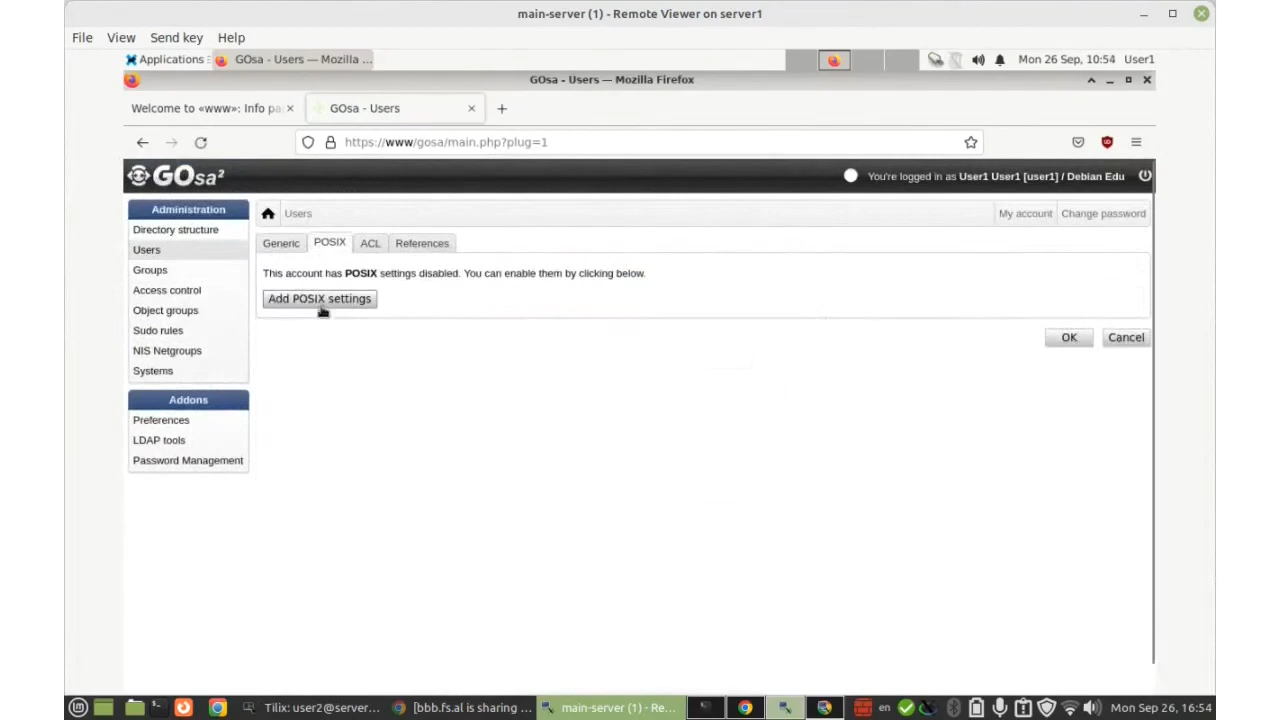 main-server (1) - Remote Viewer on server1
File View Send key Help
Applications GOsa - Users — Mozilla ... Mon 26 Sep, 10:54 User1
GOsa - Users — Mozilla Firefox
Welcome to «www»: Info pa GOsa - Users
https://www/gosa/main.php?plug=1
GOsa² You're logged in as User1 User1 [user1] / Debian Edu
Administration
Directory structure
Users
Groups
Access control
Object groups
Sudo rules
NIS Netgroups
Systems
Addons
Preferences
LDAP tools
Password Management
Users My account Change password
Generic POSIX ACL References
This account has POSIX settings disabled. You can enable them by clicking below.
Add POSIX settings
OK Cancel
Tilix: user2@server... [bbb.fs.al is sharing ... main-server (1) - Re... en Mon Sep 26, 16:54